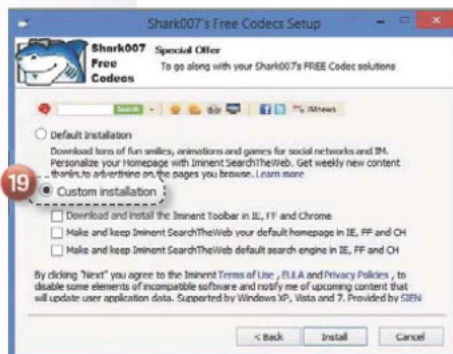 Shark007's Free Codecs Setup
Shark007
Free
Codecs
Special Offer
To go along with your Shark007's FREE Codec solutions
Search
IMnews
Default Installation
Download tons of fun smilies, animations and games for social networks and IM.
Personalize your Homepage with Iminent SearchTheWeb. Get weekly new content
thanks to advertising on the pages you browse. Learn more
19
Custom installation
Download and install the Iminent Toolbar in IE, FF and Chrome
Make and keep Iminent SearchTheWeb your default homepage in IE, FF and CH
Make and keep Iminent SearchTheWeb default search engine in IE, FF and CH
By clicking "Next" you agree to the Iminent Terms of Use, EULA and Privacy Policies, to
disable some elements of incompatible software and notify me of upcoming content that
will update user application data. Supported by Windows XP, Vista and 7. Provided by SIEN
< Back
Install
Cancel